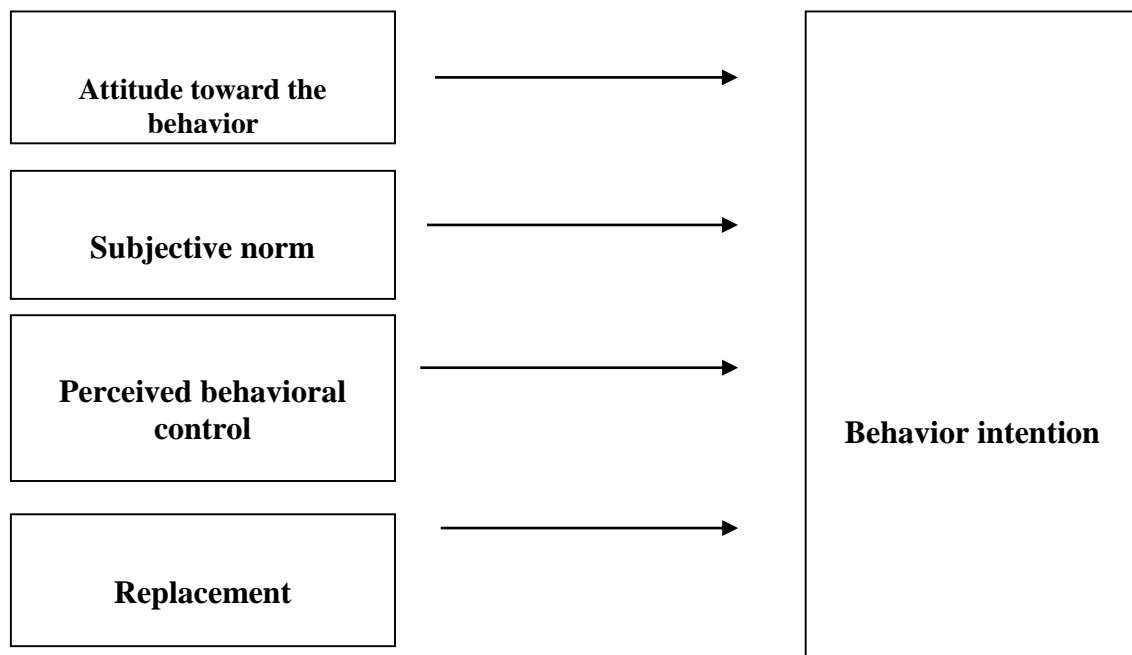 Attitude toward the
behavior
Subjective norm
Perceived behavioral
control
Behavior intention
Replacement